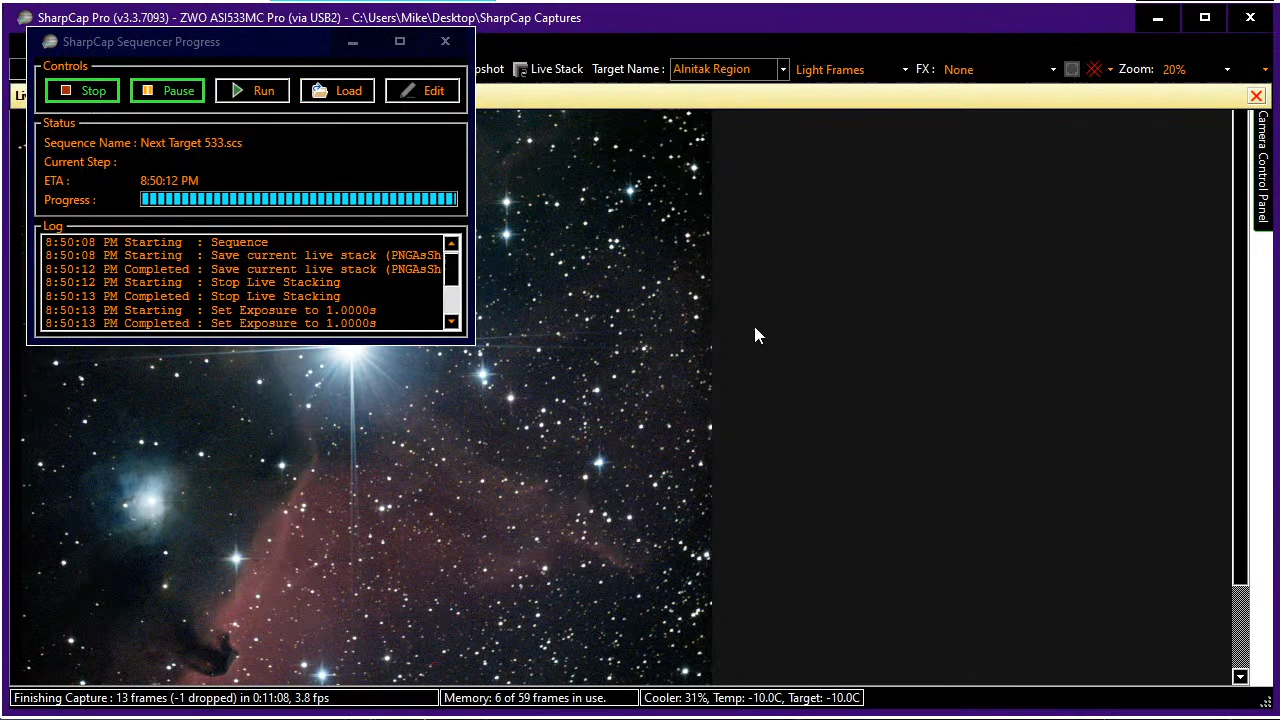 SharpCap Pro (v3.3.7093) - ZWO ASI533MC Pro (via USB2) - C:\Users\Mike\Desktop\SharpCap Captures
SharpCap Sequencer Progress
Live Stack Target Name : Alnitak Region Light Frames FX : None Zoom: 20%
Controls
Stop Pause Run Load Edit
Status
Sequence Name : Next Target 533.scs
Current Step :
ETA : 8:50:12 PM
Progress :
Log
8:50:08 PM Starting : Sequence
8:50:08 PM Starting : Save current live stack (PNGAsSh
8:50:12 PM Completed : Save current live stack (PNGAsSh
8:50:12 PM Starting : Stop Live Stacking
8:50:13 PM Completed : Stop Live Stacking
8:50:13 PM Starting : Set Exposure to 1.0000s
8:50:13 PM Completed : Set Exposure to 1.0000s
Camera Control Panel
Finishing Capture : 13 frames (-1 dropped) in 0:11:08, 3.8 fps
Memory: 6 of 59 frames in use.
Cooler: 31%, Temp: -10.0C, Target: -10.0C